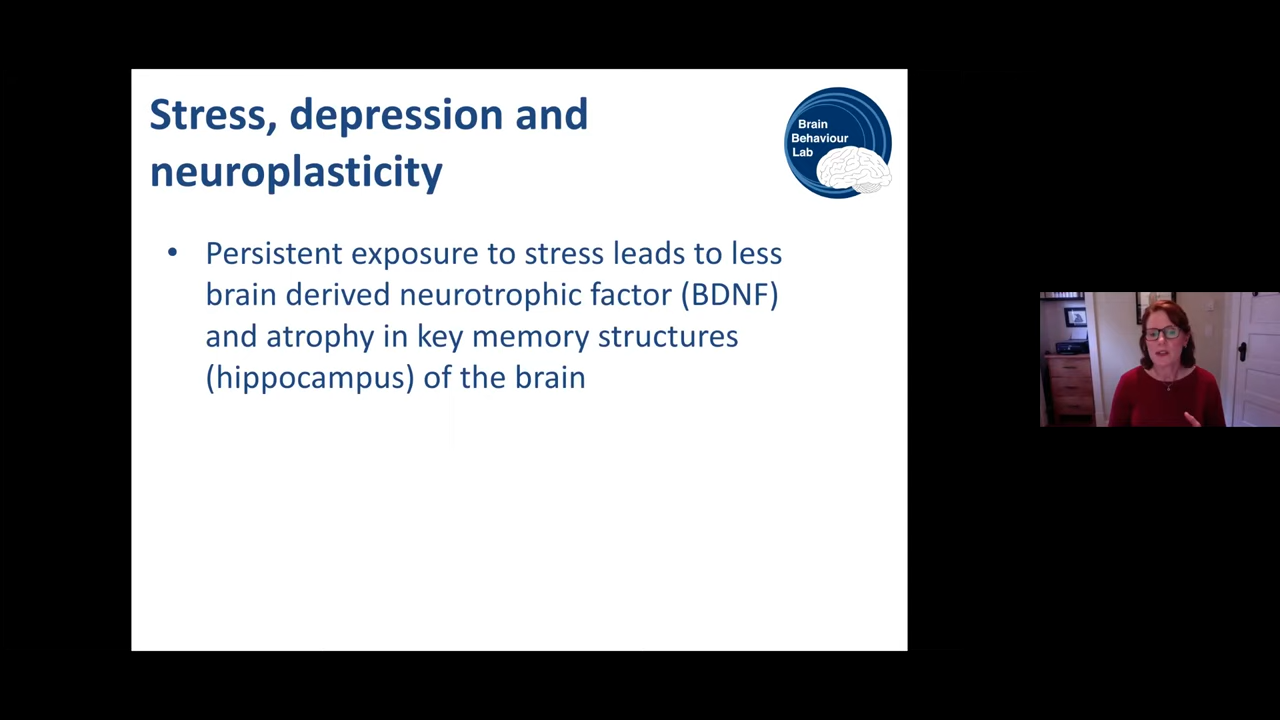 Stress, depression and
neuroplasticity
Brain
Behaviour
Lab
• Persistent exposure to stress leads to less
brain derived neurotrophic factor (BDNF)
and atrophy in key memory structures
(hippocampus) of the brain